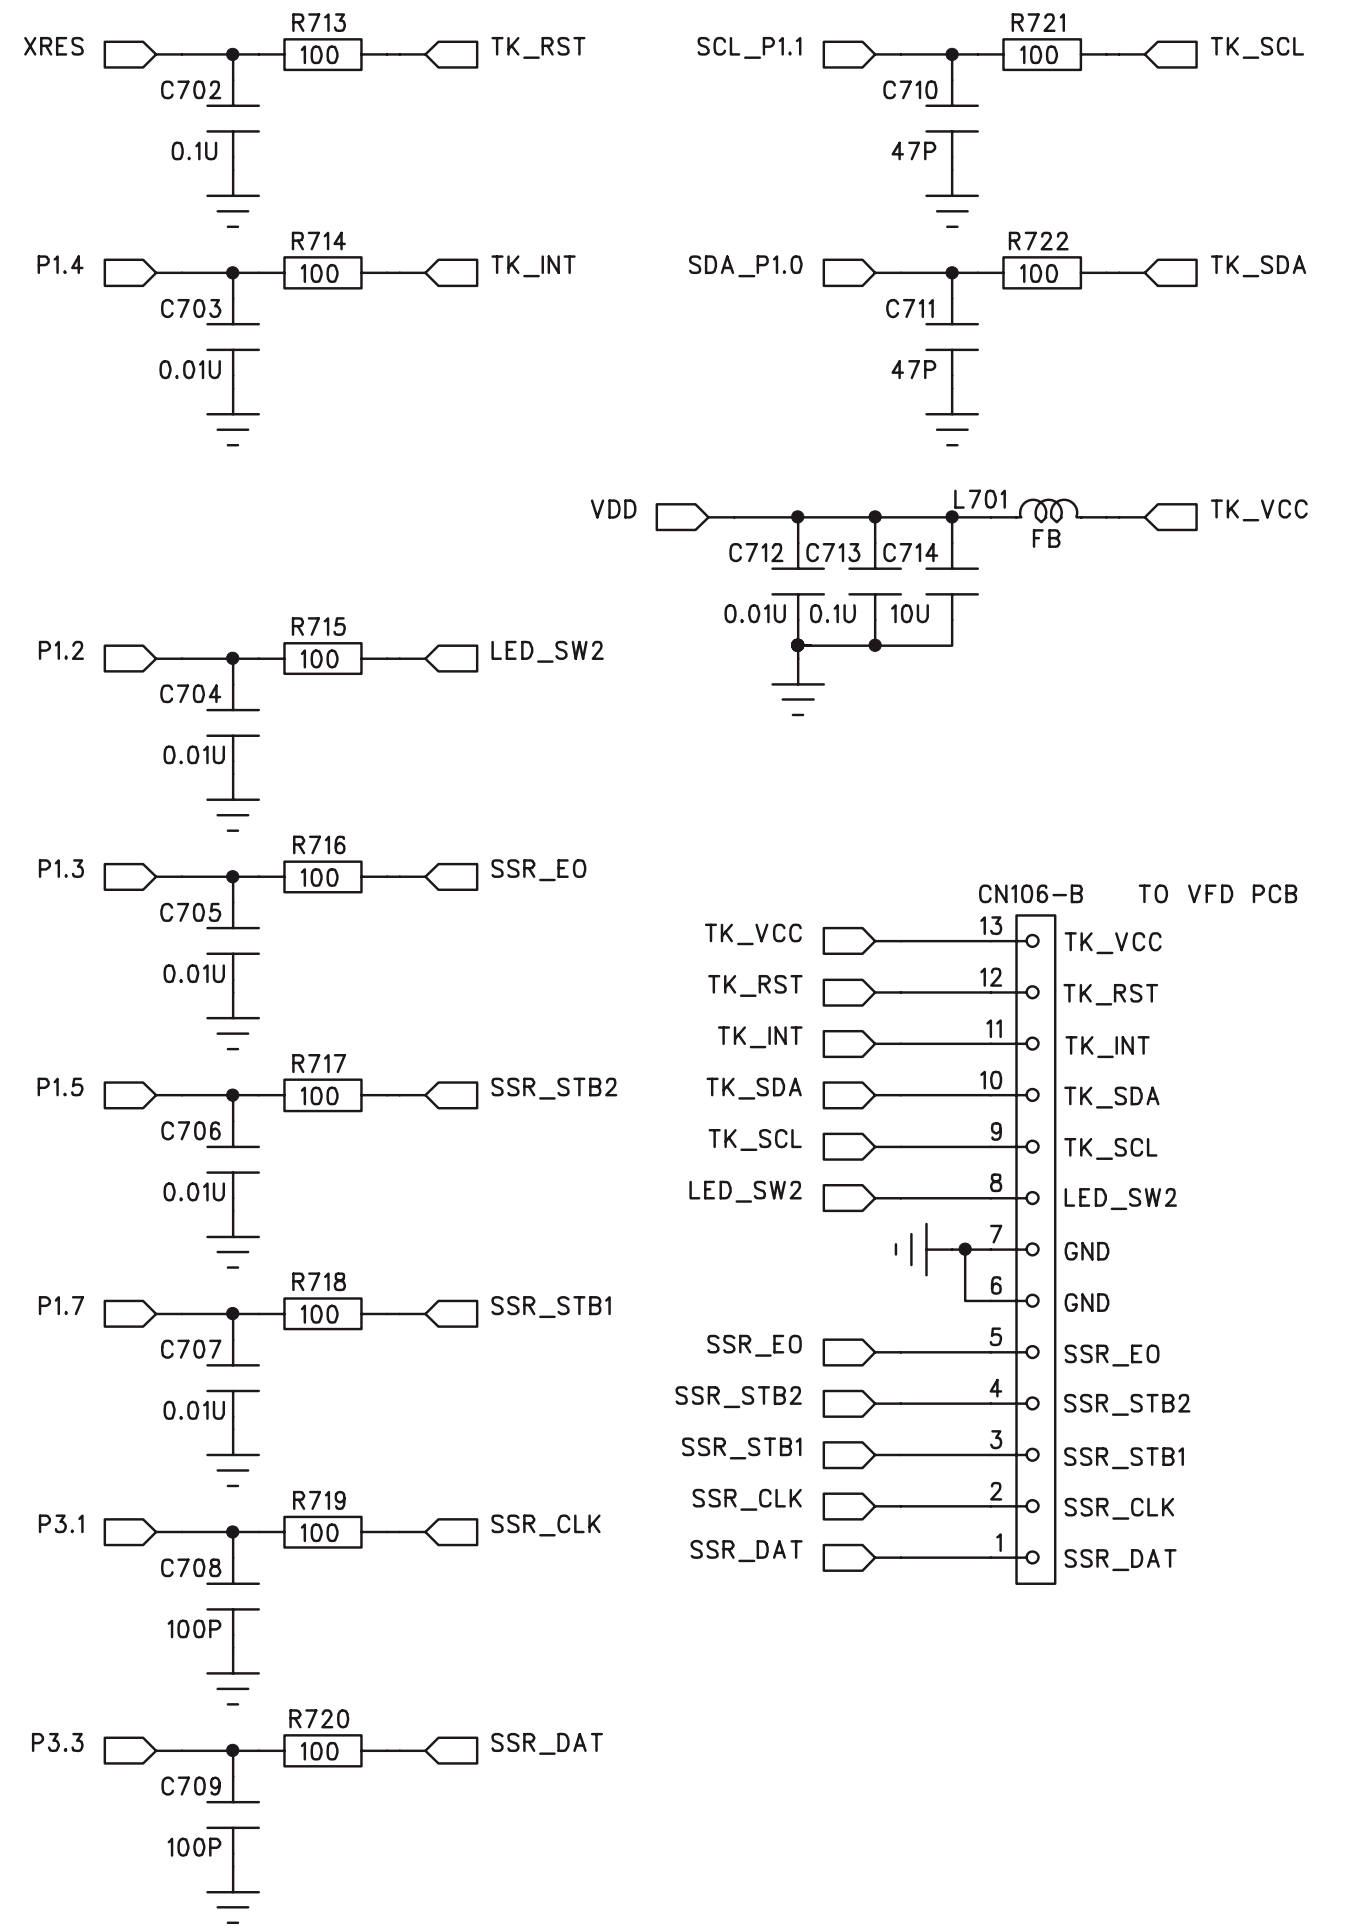 R713
XRES 100 TK_RST
C702
0.1U
R721
SCL_P1.1 100 TK_SCL
C710
47P
R714
P1.4 100 TK_INT
C703
0.01U
R722
SDA_P1.0 100 TK_SDA
C711
47P
L701
VDD TK_VCC
FB
C712 C713 C714
0.01U 0.1U 10U
R715
P1.2 100 LED_SW2
C704
0.01U
R716
P1.3 100 SSR_EO
C705
0.01U
R717
P1.5 100 SSR_STB2
C706
0.01U
R718
P1.7 100 SSR_STB1
C707
0.01U
R719
P3.1 100 SSR_CLK
C708
100P
R720
P3.3 100 SSR_DAT
C709
100P
CN106-B TO VFD PCB
TK_VCC 13 TK_VCC
TK_RST 12 TK_RST
TK_INT 11 TK_INT
TK_SDA 10 TK_SDA
TK_SCL 9 TK_SCL
LED_SW2 8 LED_SW2
7 GND
6 GND
SSR_EO 5 SSR_EO
SSR_STB2 4 SSR_STB2
SSR_STB1 3 SSR_STB1
SSR_CLK 2 SSR_CLK
SSR_DAT 1 SSR_DAT